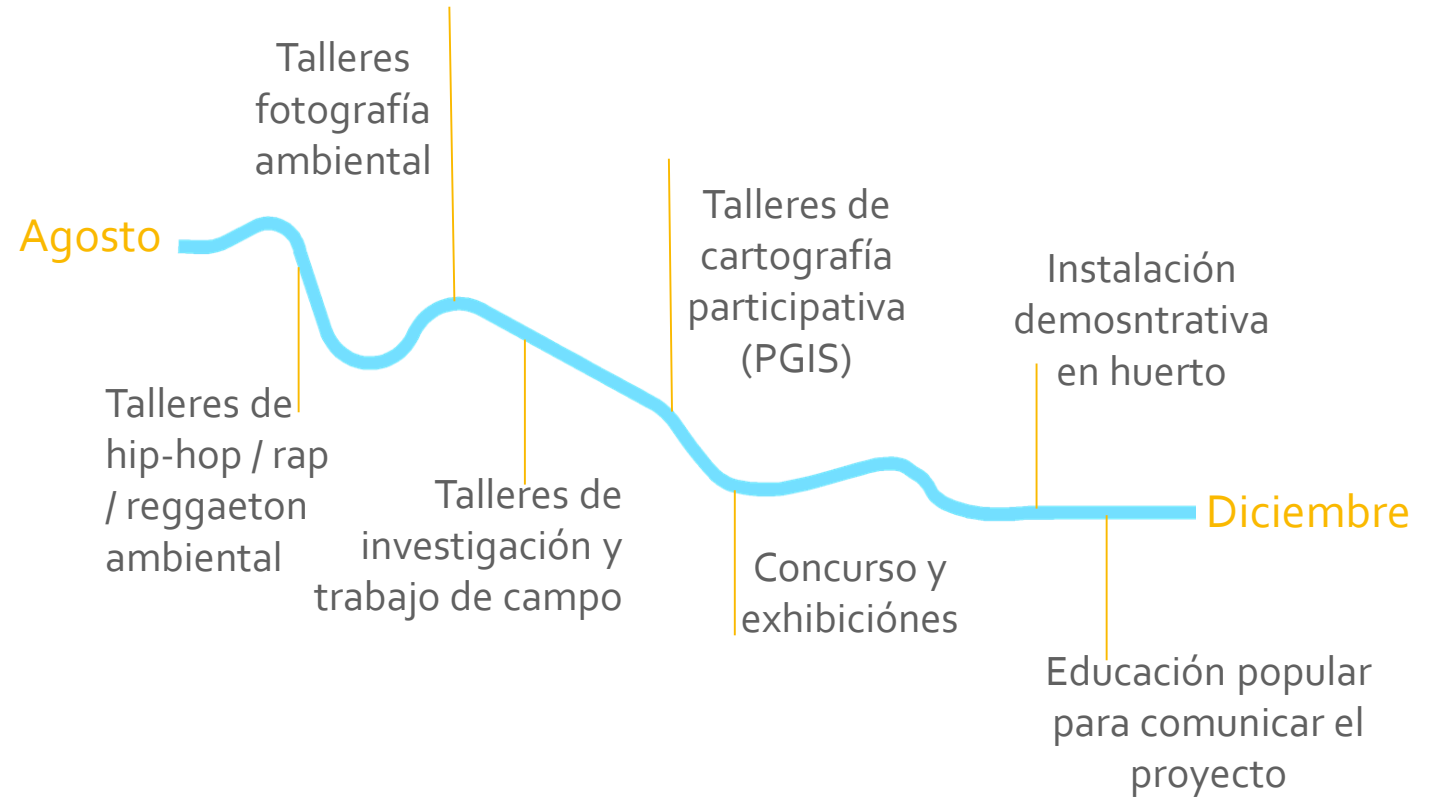 Talleres
fotografía
ambiental
Agosto
Talleres de
cartografía
participativa
(PGIS)
Instalación
demosntrativa
en huerto
Talleres de
hip-hop / rap
/ reggaeton
ambiental
Talleres de
investigación y
trabajo de campo
Diciembre
Concurso y
exhibiciónes
Educación popular
para comunicar el
proyecto